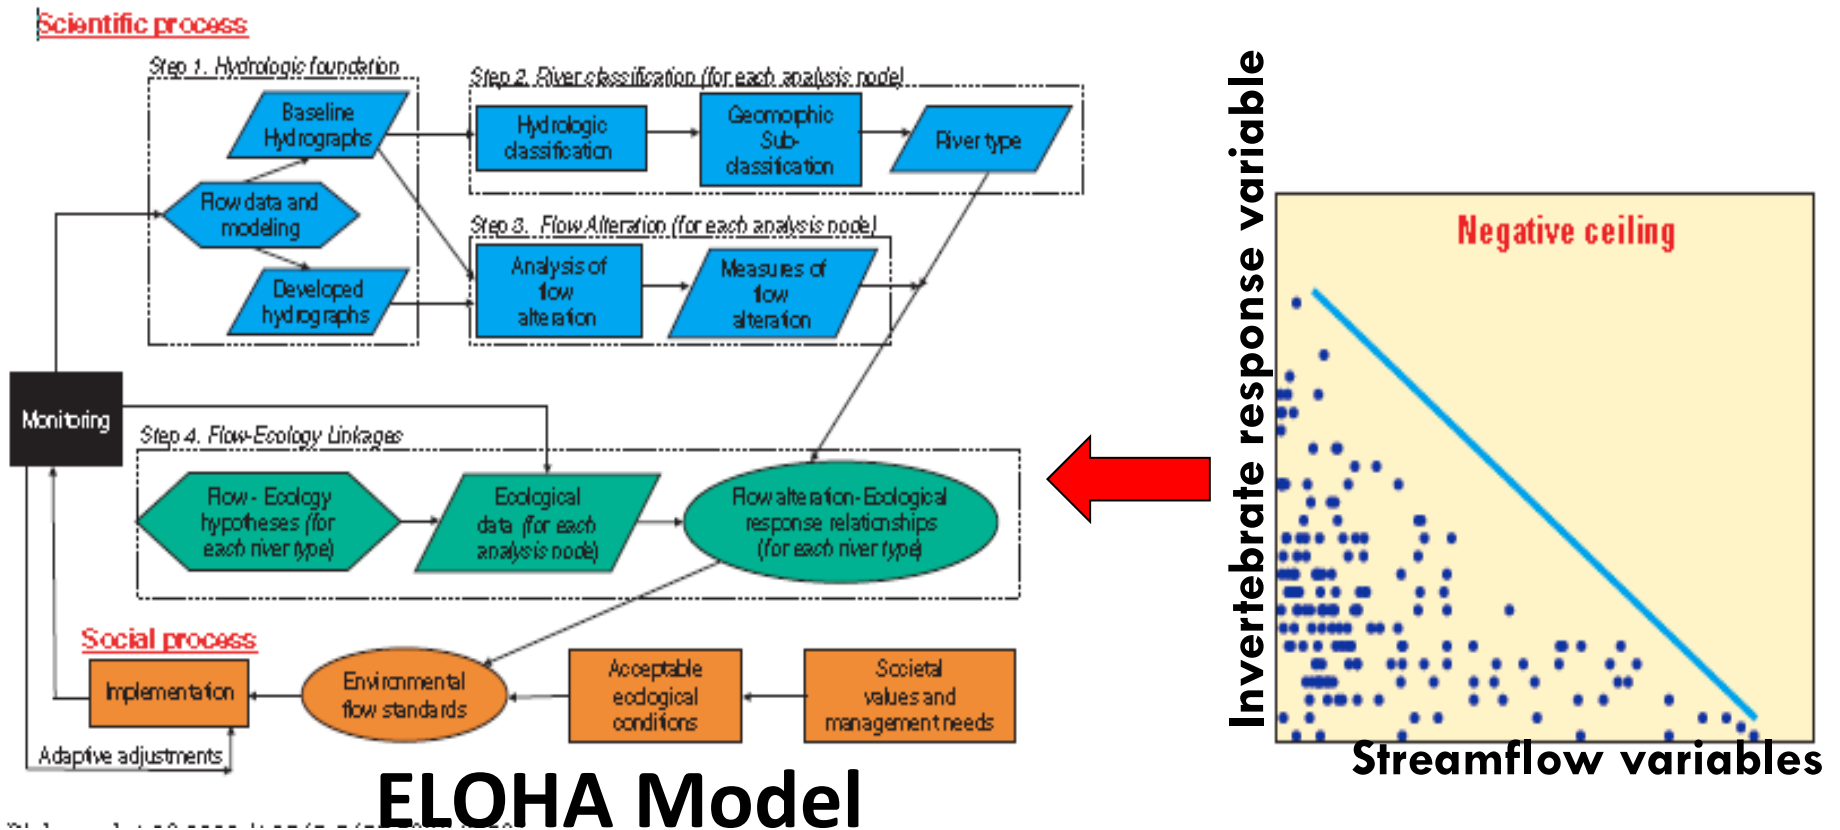 Scientific process
Step 1. Hydrologic foundation
Baseline
Hydrographs
Flow data and
modeling
Developed
hydrographs
Step 2. River classification (for each analysis node)
Hydrologic
classification
Geomorphic
Sub-
classification
River type
Step 3. Flow Alteration (for each analysis node)
Analysis of
flow
alteration
Measures of
flow
alteration
Monitoring
Step 4. Flow-Ecology Linkages
Flow - Ecology
hypotheses (for
each river type)
Ecological
data (for each
analysis node)
Flow alteration-Ecological
response relationships
(for each river type)
Social process
Implementation
Environmental
flow standards
Acceptable
ecological
conditions
Societal
values and
management needs
Adaptive adjustments
ELOHA Model
Invertebrate response variable
Negative ceiling
Streamflow variables